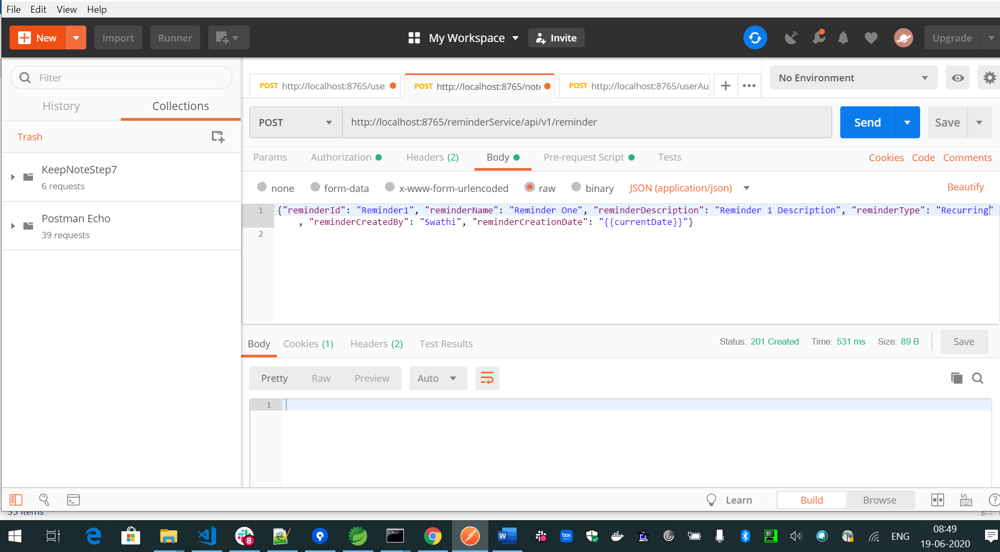 File Edit View Help
New Import Runner My Workspace Invite Upgrade
Filter
History Collections
Trash
KeepNoteStep7
6 requests
Postman Echo
39 requests
POST http://localhost:8765/use POST http://localhost:8765/note POST http://localhost:8765/userAu No Environment
POST http://localhost:8765/reminderService/api/v1/reminder Send Save
Params Authorization Headers (2) Body Pre-request Script Tests Cookies Code Comments
none form-data x-www-form-urlencoded raw binary JSON (application/json) Beautify
1 {"reminderId": "Reminder1", "reminderName": "Reminder One", "reminderDescription": "Reminder 1 Description", "reminderType": "Recurring"
, "reminderCreatedBy": "Swathi", "reminderCreationDate": "{{currentDate}}"}
2
Body Cookies (1) Headers (2) Test Results Status: 201 Created Time: 531 ms Size: 89 B Save
Pretty Raw Preview Auto
1
Learn Build Browse
35 items
8
box
EDIT
ENG
08:49
19-06-2020